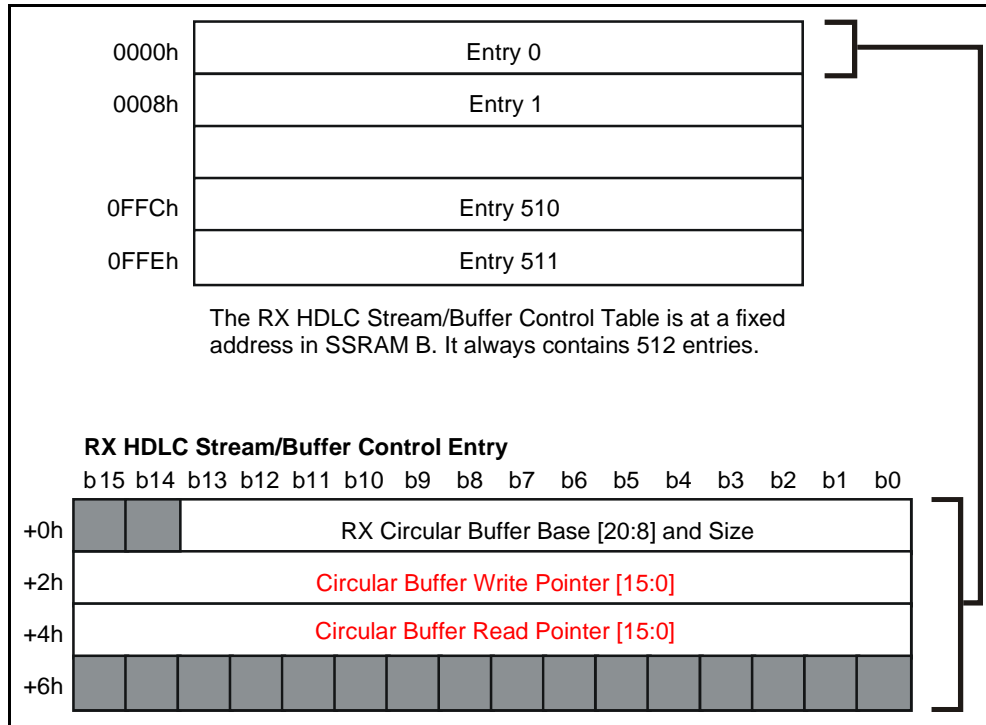 0000h Entry 0
0008h Entry 1
0FFCh Entry 510
0FFEh Entry 511
The RX HDLC Stream/Buffer Control Table is at a fixed
address in SSRAM B. It always contains 512 entries.
RX HDLC Stream/Buffer Control Entry
b15 b14 b13 b12 b11 b10 b9 b8 b7 b6 b5 b4 b3 b2 b1 b0
+0h RX Circular Buffer Base [20:8] and Size
+2h Circular Buffer Write Pointer [15:0]
+4h Circular Buffer Read Pointer [15:0]
+6h